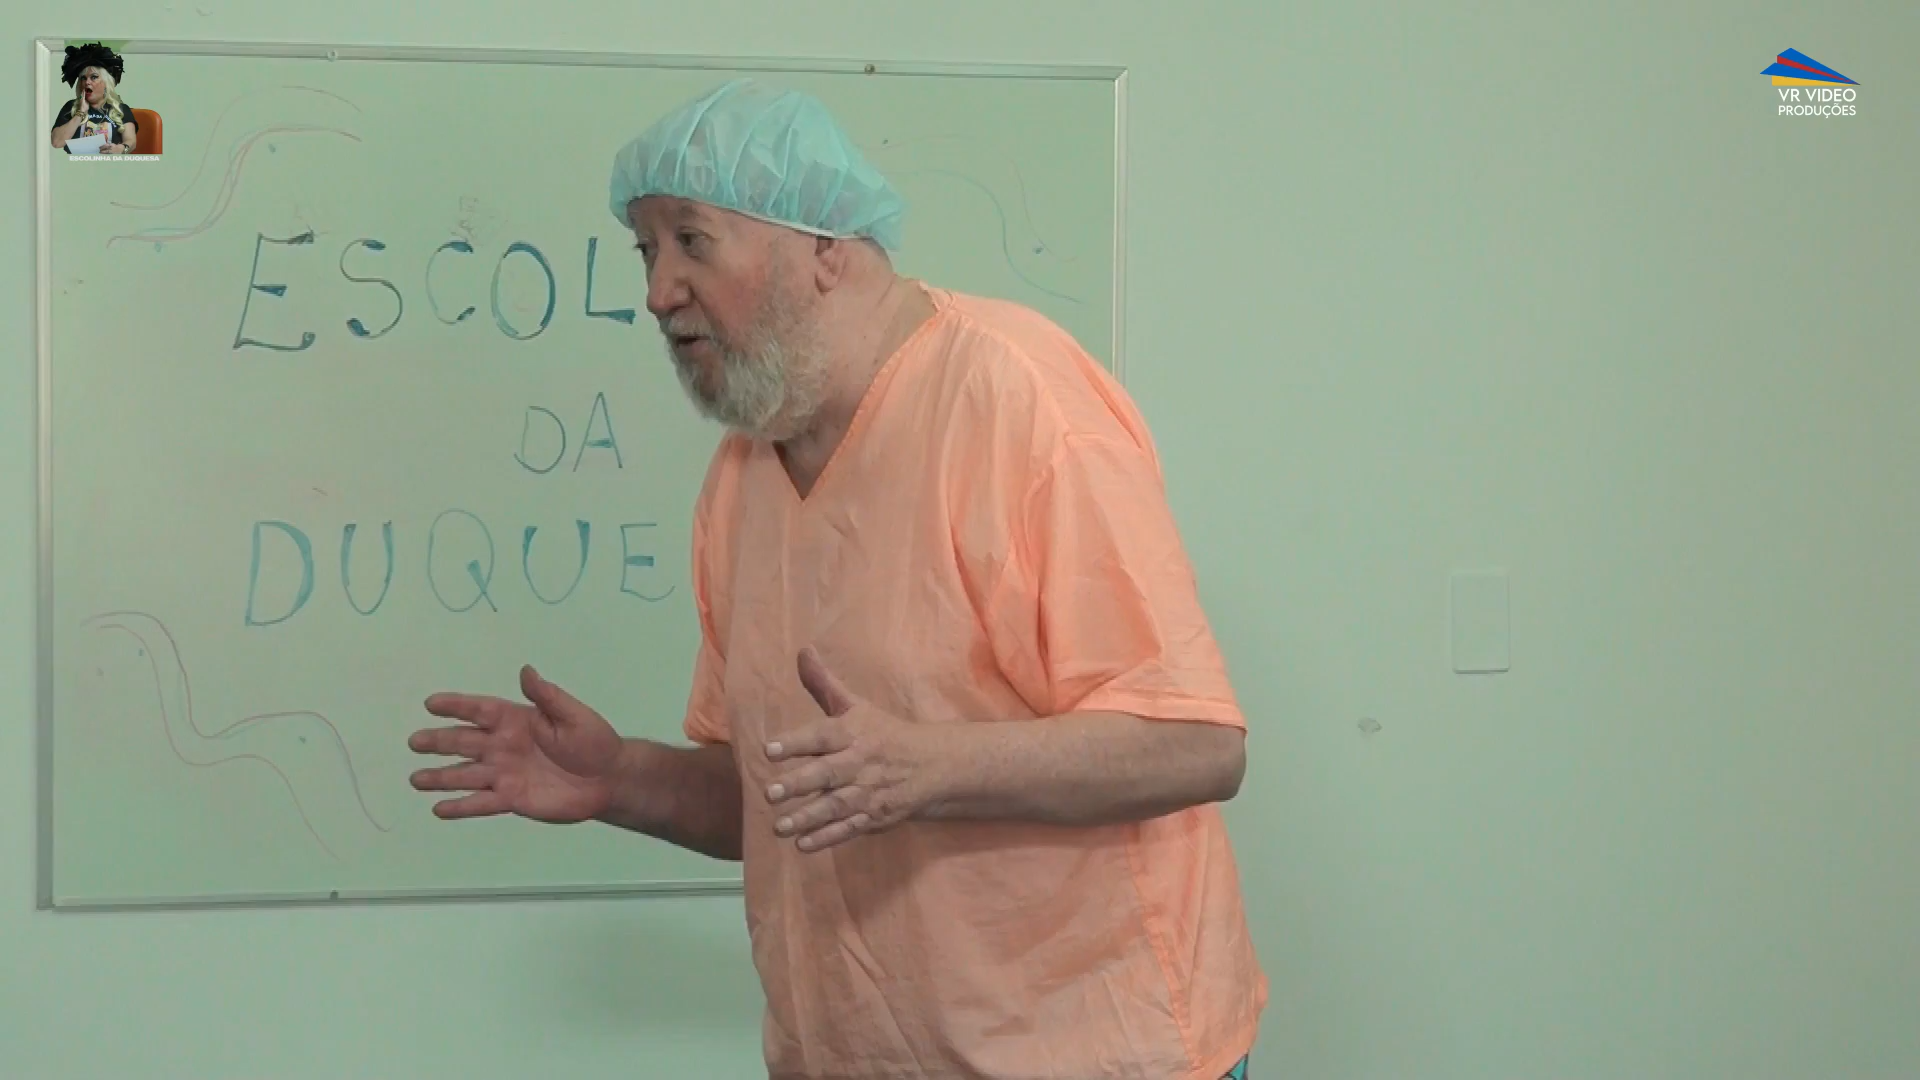 ESCOLINHA DA DUQUESA
VR VIDEO
PRODUÇÕES
ESCOL
DA
DUQUE